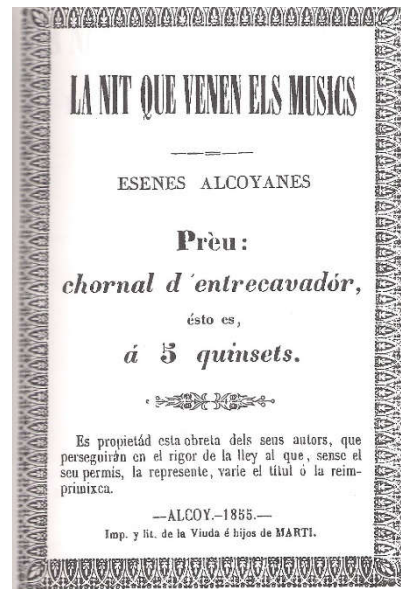 LA NIT QUE VENEN ELS MUSICS
ESENES ALCOYANES
Prèu:
chornal d'entrecavadór,
ésto es,
á 5 quinsets.
Es propietád esta obreta dels seus autors, que
perseguirán en el rigor de la lley al que, sense el
seu permis, la represente, varie el títul ó la reim-
primixca.
—ALCOY.—1855.—
Imp. y lit. de la Viuda é hijos de MARTI.